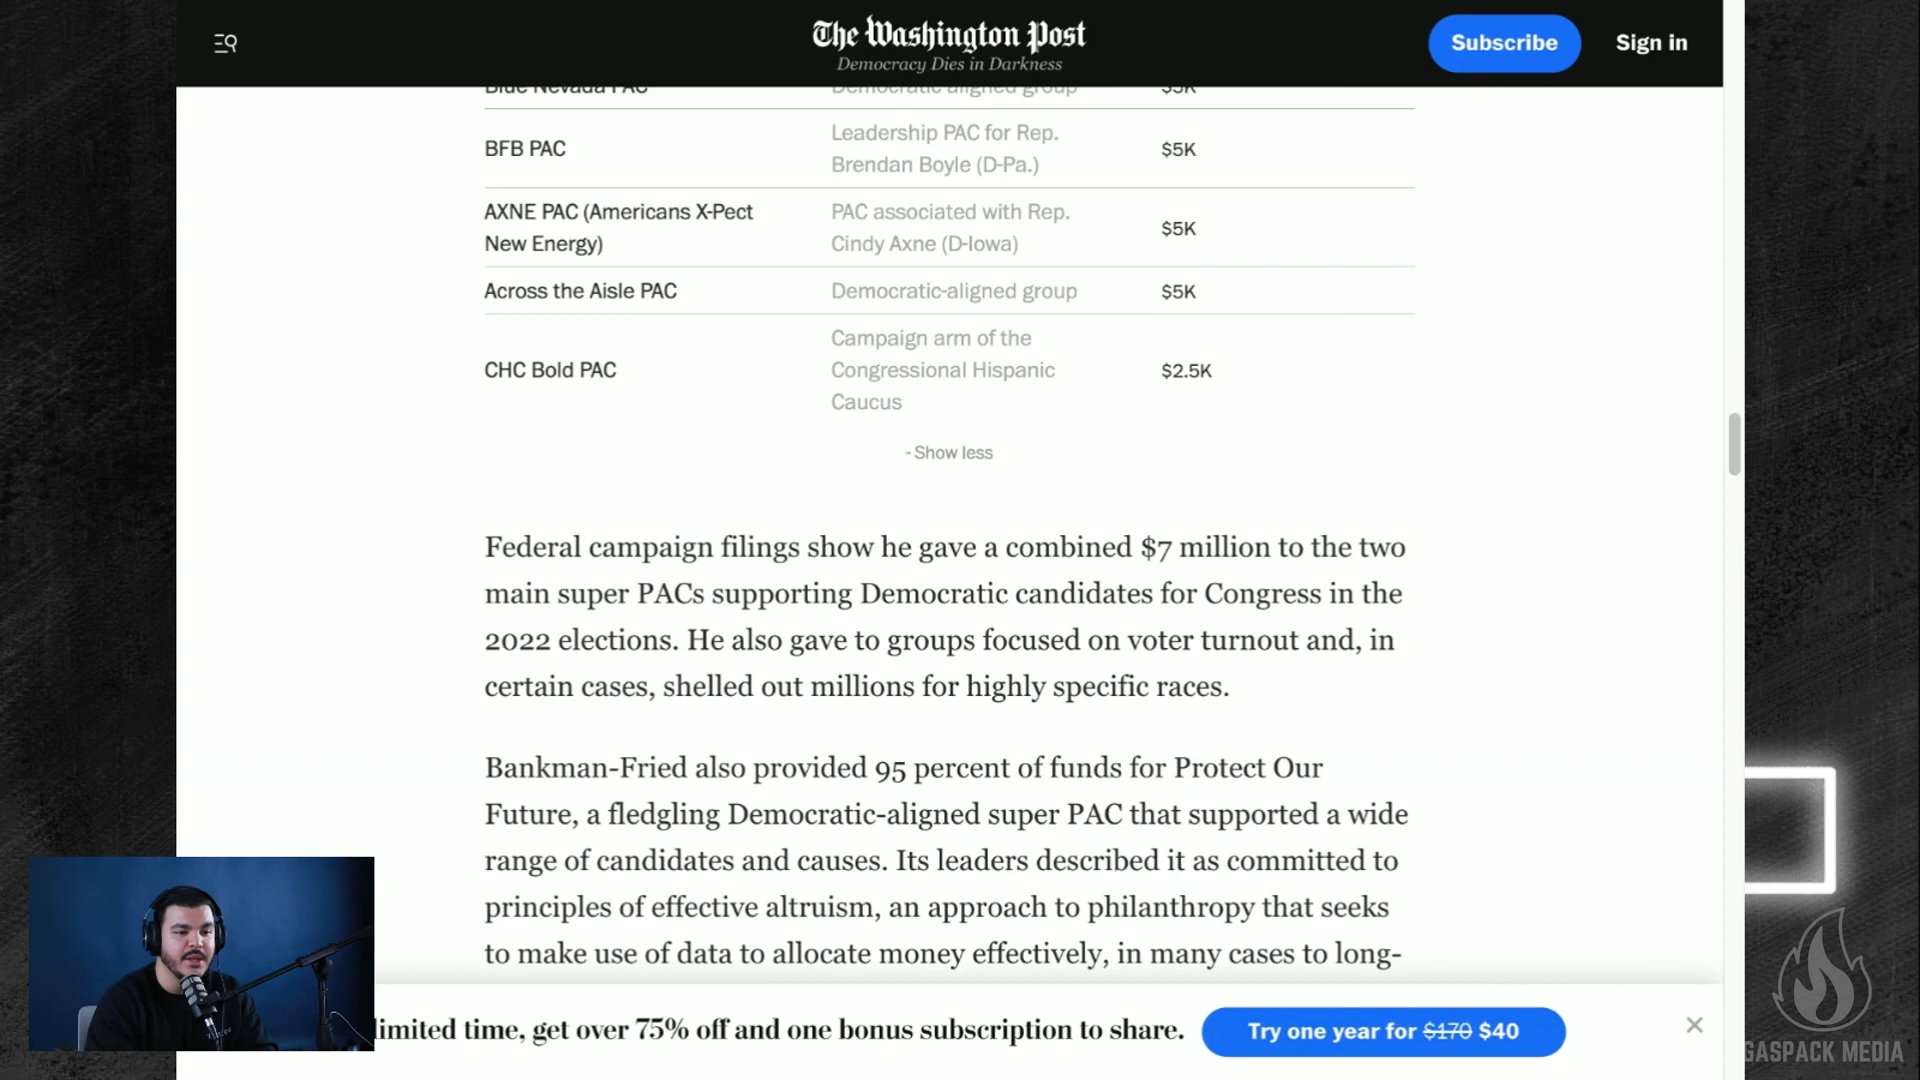 The Washington Post
Democracy Dies in Darkness
Subscribe
Sign in
Blue Nevada PAC Democratic aligned group $5K
BFB PAC Leadership PAC for Rep. Brendan Boyle (D-Pa.) $5K
AXNE PAC (Americans X-Pect New Energy) PAC associated with Rep. Cindy Axne (D-Iowa) $5K
Across the Aisle PAC Democratic-aligned group $5K
CHC Bold PAC Campaign arm of the Congressional Hispanic Caucus $2.5K
- Show less
Federal campaign filings show he gave a combined $7 million to the two
main super PACs supporting Democratic candidates for Congress in the
2022 elections. He also gave to groups focused on voter turnout and, in
certain cases, shelled out millions for highly specific races.
Bankman-Fried also provided 95 percent of funds for Protect Our
Future, a fledgling Democratic-aligned super PAC that supported a wide
range of candidates and causes. Its leaders described it as committed to
principles of effective altruism, an approach to philanthropy that seeks
to make use of data to allocate money effectively, in many cases to long-
limited time, get over 75% off and one bonus subscription to share.
Try one year for $170 $40
GASPACK MEDIA